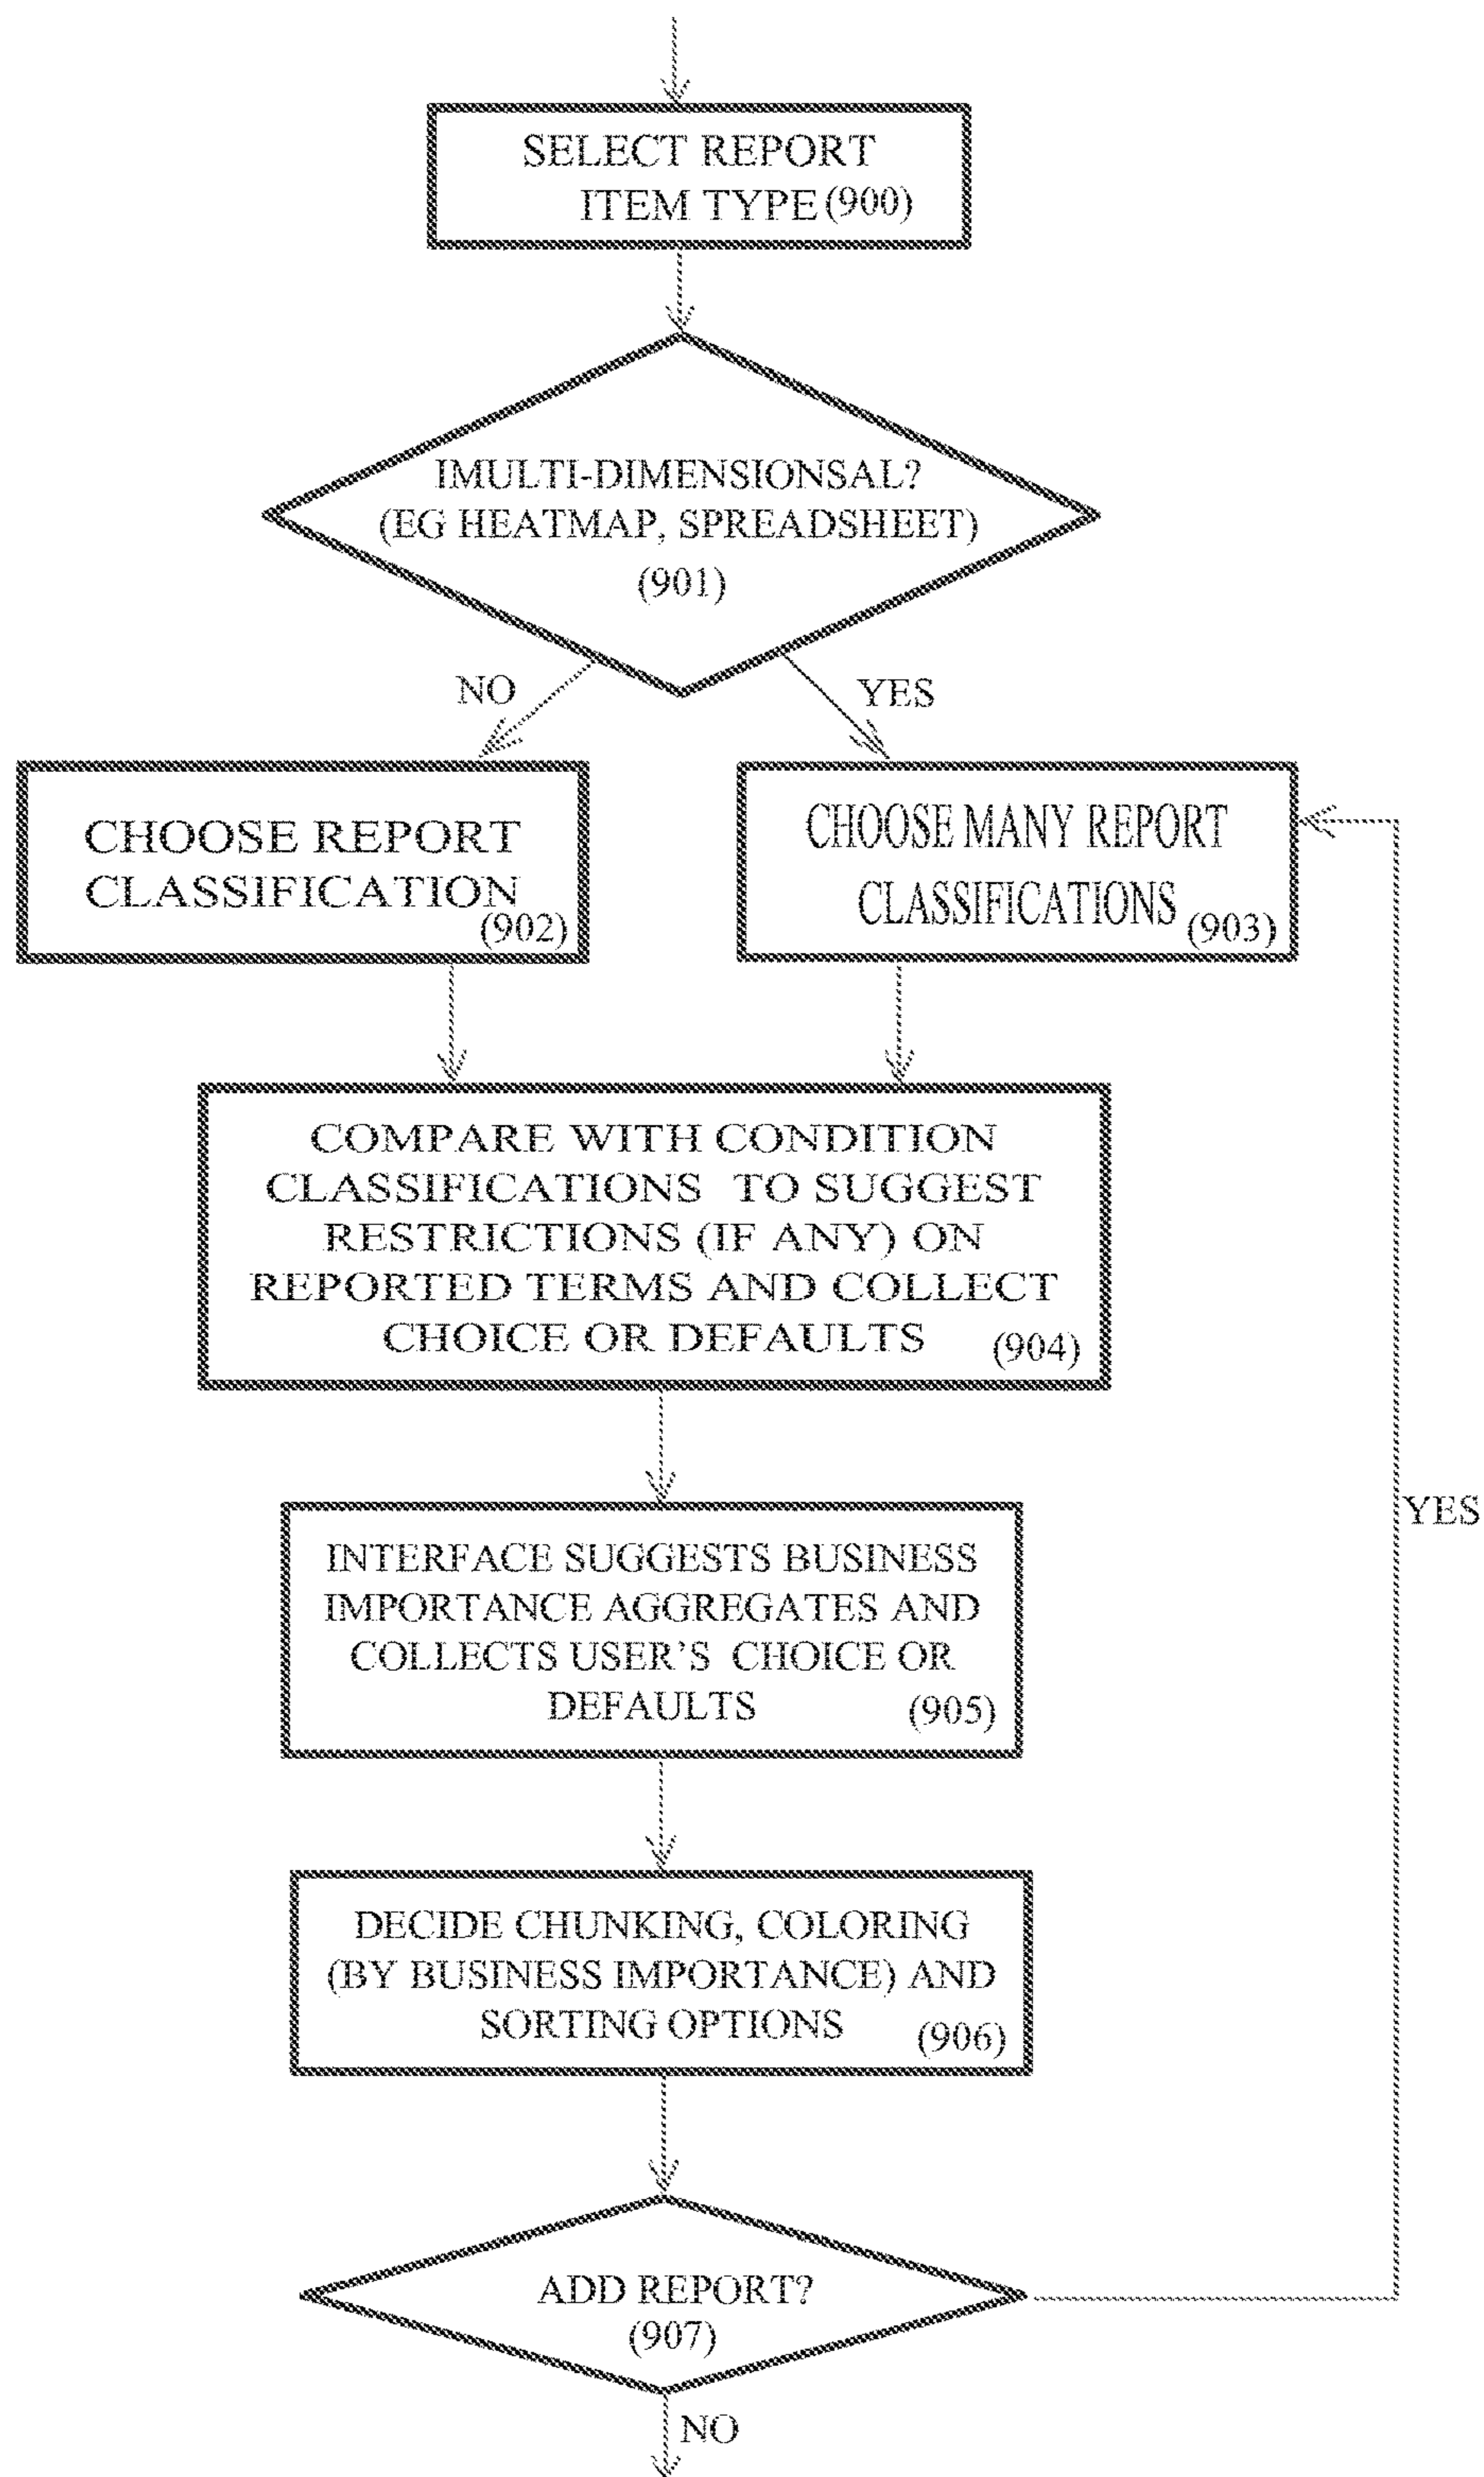 SELECT REPORT
ITEM TYPE (900)
IMULTI-DIMENSIONSAL?
(EG HEATMAP, SPREADSHEET)
(901)
NO
YES
CHOOSE REPORT
CLASSIFICATION
(902)
CHOOSE MANY REPORT
CLASSIFICATIONS
(903)
COMPARE WITH CONDITION
CLASSIFICATIONS TO SUGGEST
RESTRICTIONS (IF ANY) ON
REPORTED TERMS AND COLLECT
CHOICE OR DEFAULTS
(904)
INTERFACE SUGGESTS BUSINESS
IMPORTANCE AGGREGATES AND
COLLECTS USER'S CHOICE OR
DEFAULTS
(905)
YES
DECIDE CHUNKING, COLORING
(BY BUSINESS IMPORTANCE) AND
SORTING OPTIONS
(906)
ADD REPORT?
(907)
NO